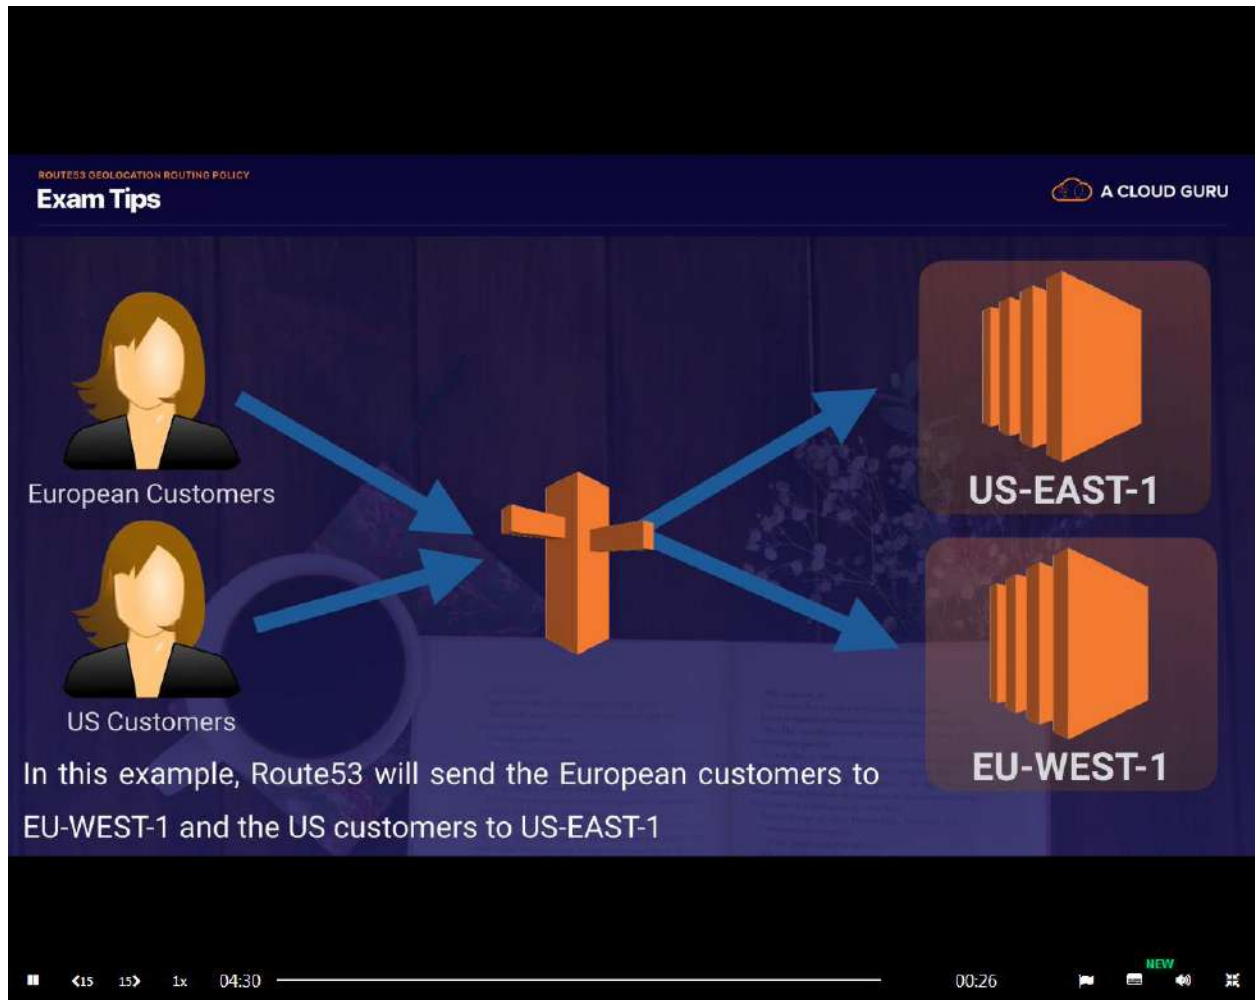 ROUTE53 GEOLOCATION ROUTING POLICY
Exam Tips
A CLOUD GURU
European Customers
US-EAST-1
US Customers
EU-WEST-1
In this example, Route53 will send the European customers to
EU-WEST-1 and the US customers to US-EAST-1
15
15
1x
04:30
00:26
NEW